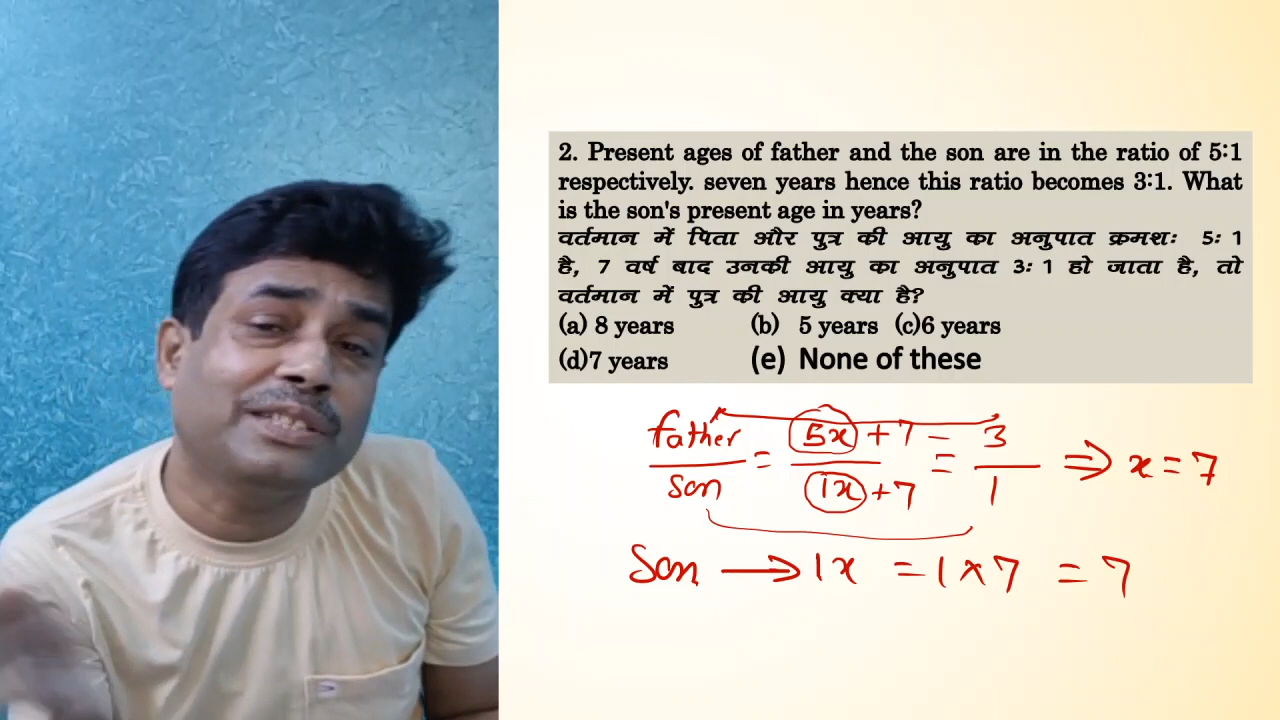 2. Present ages of father and the son are in the ratio of 5:1
respectively. seven years hence this ratio becomes 3:1. What
is the son's present age in years?
वर्तमान में पिता और पुत्र की आयु का अनुपात क्रमशः 5: 1
है, 7 वर्ष बाद उनकी आयु का अनुपात 3: 1 हो जाता है, तो
वर्तमान में पुत्र की आयु क्या है?
(a) 8 years (b) 5 years (c)6 years
(d)7 years (e) None of these
father/son = 5x + 7/1x + 7 = 3/1 ⇒ x = 7
Son → 1x = 1 × 7 = 7